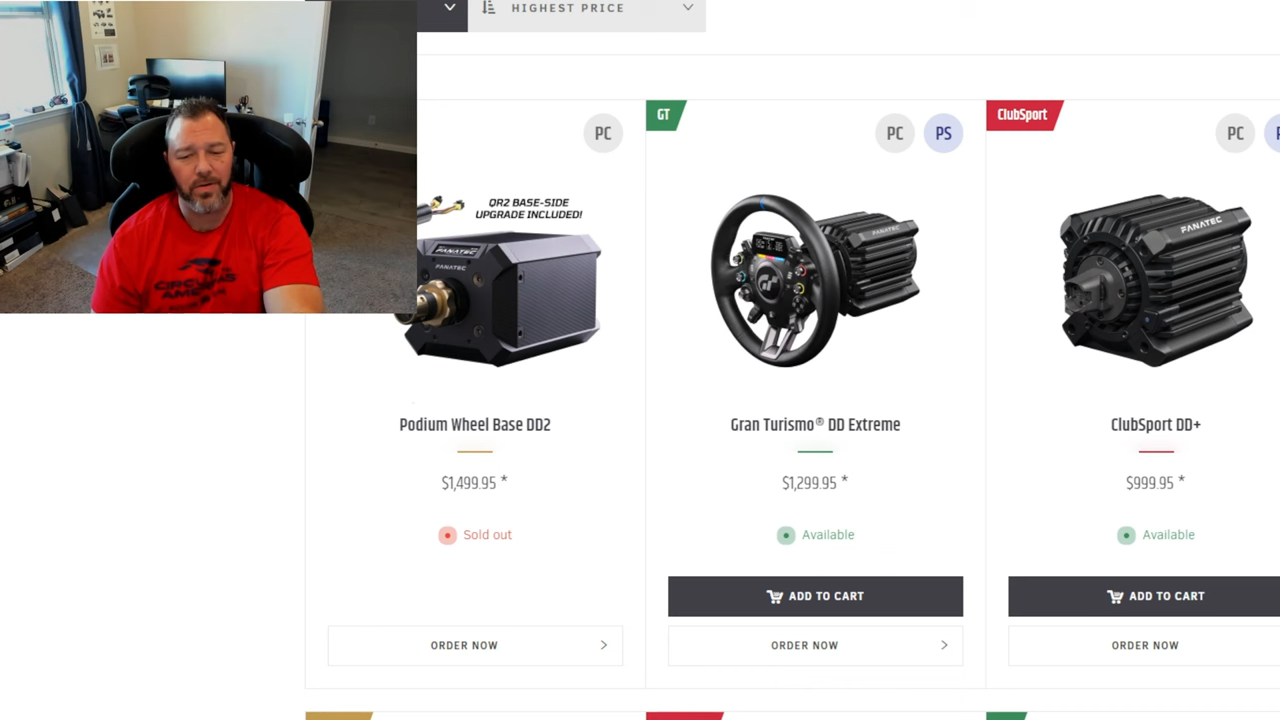 HIGHEST PRICE
PC
QR2 BASE-SIDE
UPGRADE INCLUDED!
FANATEC
FANATEC
Podium Wheel Base DD2
$1,499.95 *
Sold out
ORDER NOW
GT
PC
PS
FANATEC
Gran Turismo® DD Extreme
$1,299.95 *
Available
ADD TO CART
ORDER NOW
ClubSport
PC
FANATEC
ClubSport DD+
$999.95 *
Available
ADD TO CART
ORDER NOW